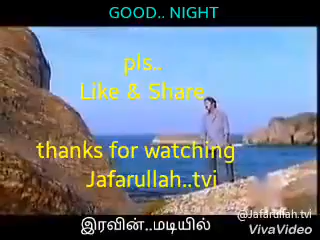 GOOD.. NIGHT
pls..
Like & Share
thanks for watching
Jafarullah..tvi
இரவின்..மடியில்
@Jafarullah.tvi
VivaVideo